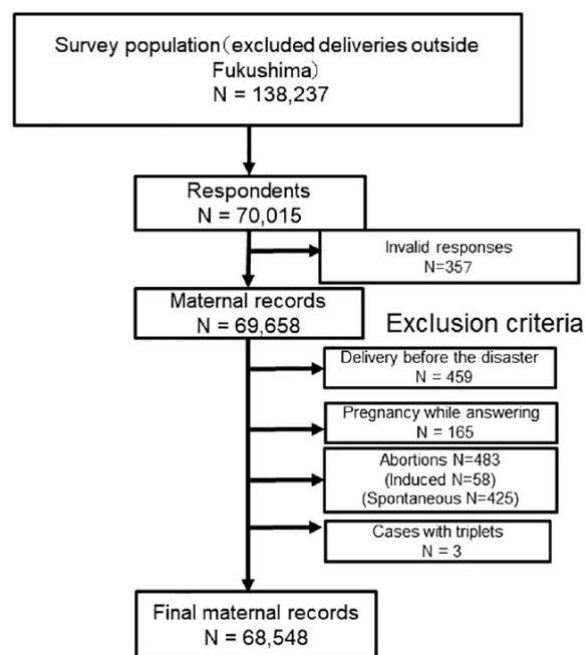 Survey population(excluded deliveries outside
Fukushima)
N = 138,237
Respondents
N = 70,015
Invalid responses
N=357
Maternal records
N = 69,658
Exclusion criteria
Delivery before the disaster
N = 459
Pregnancy while answering
N = 165
Abortions N=483
(Induced N=58)
(Spontaneous N=425)
Cases with triplets
N = 3
Final maternal records
N = 68,548